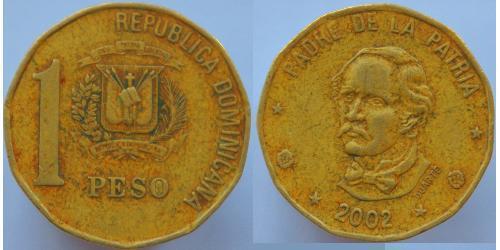 REPUBLICA DOMINICANA
1
PESO
PADRE DE LA PATRIA
2002